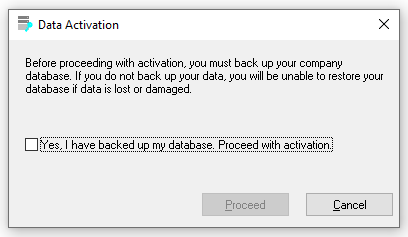 Data Activation
Before proceeding with activation, you must back up your company
database. If you do not back up your data, you will be unable to restore your
database if data is lost or damaged.
Yes, I have backed up my database. Proceed with activation.
Proceed Cancel